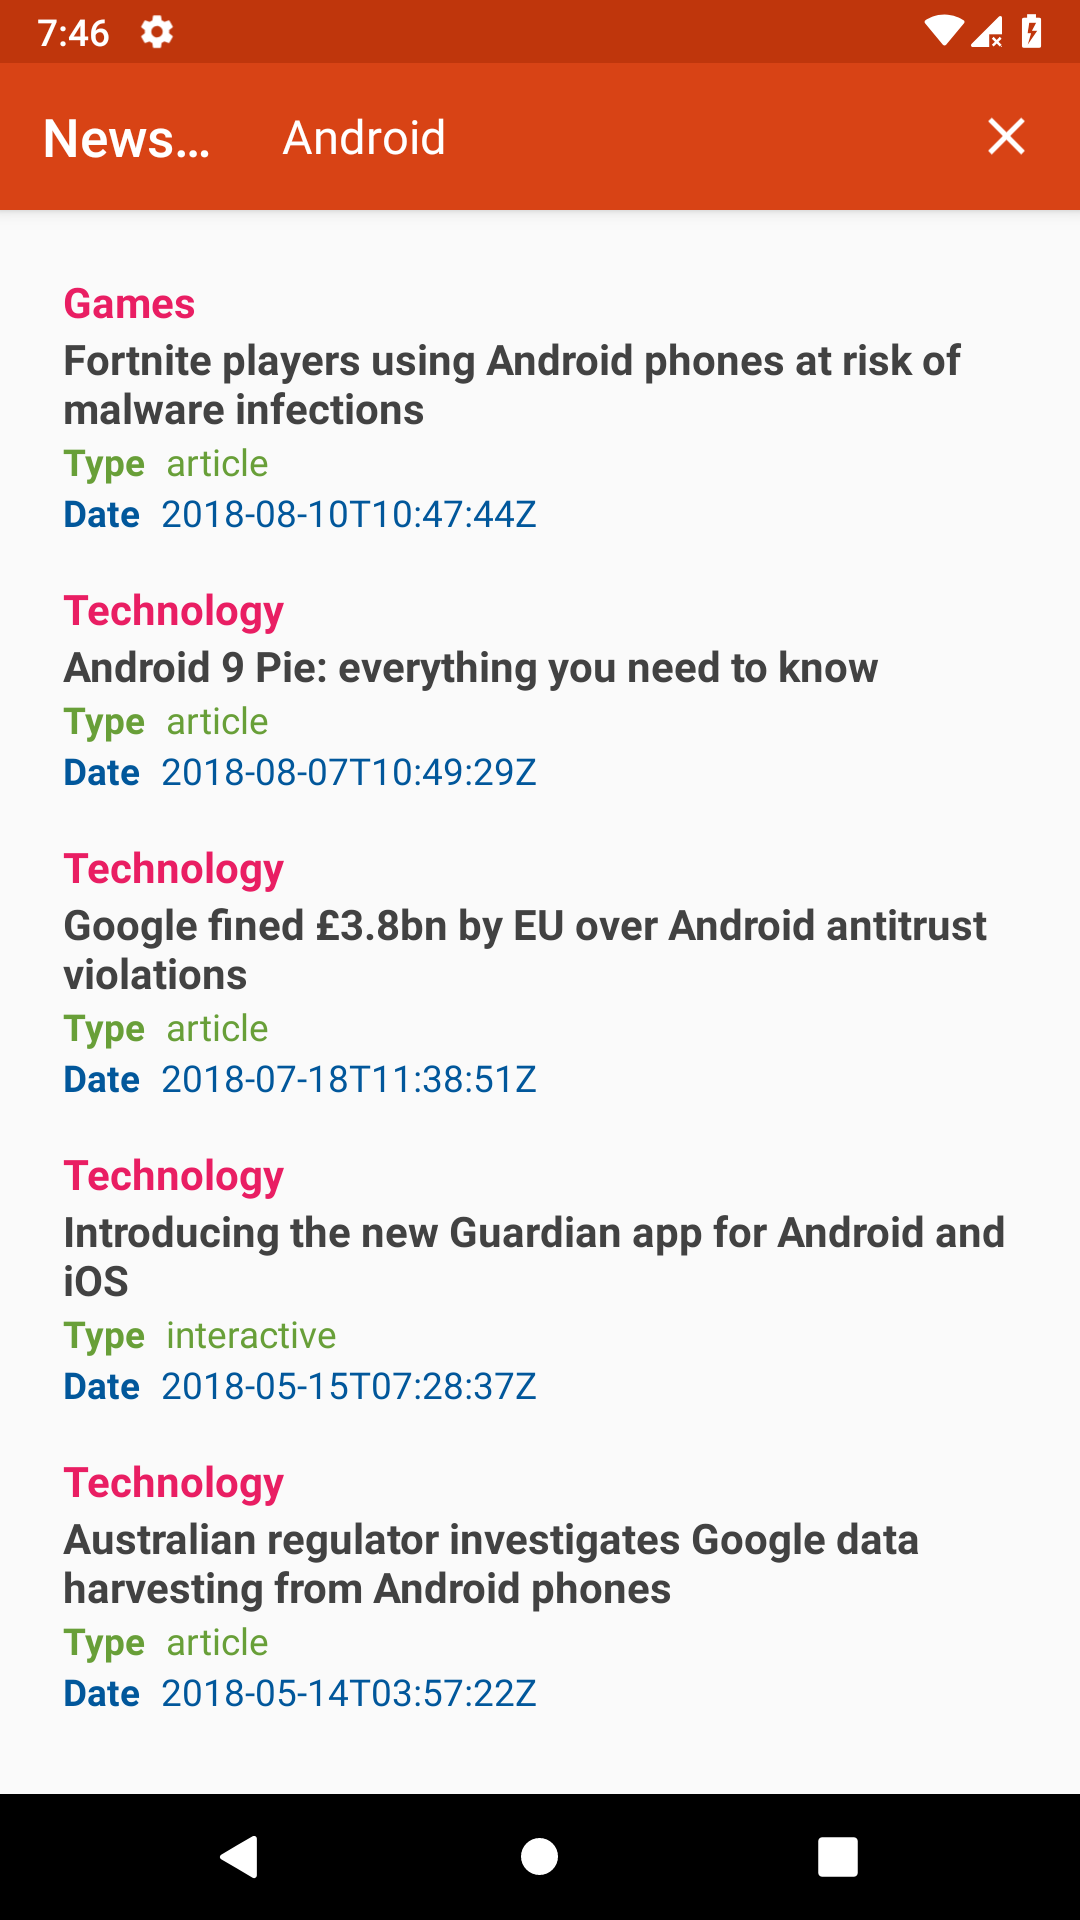 7:46
News… Android
Games
Fortnite players using Android phones at risk of
malware infections
Type article
Date 2018-08-10T10:47:44Z
Technology
Android 9 Pie: everything you need to know
Type article
Date 2018-08-07T10:49:29Z
Technology
Google fined £3.8bn by EU over Android antitrust
violations
Type article
Date 2018-07-18T11:38:51Z
Technology
Introducing the new Guardian app for Android and
iOS
Type interactive
Date 2018-05-15T07:28:37Z
Technology
Australian regulator investigates Google data
harvesting from Android phones
Type article
Date 2018-05-14T03:57:22Z